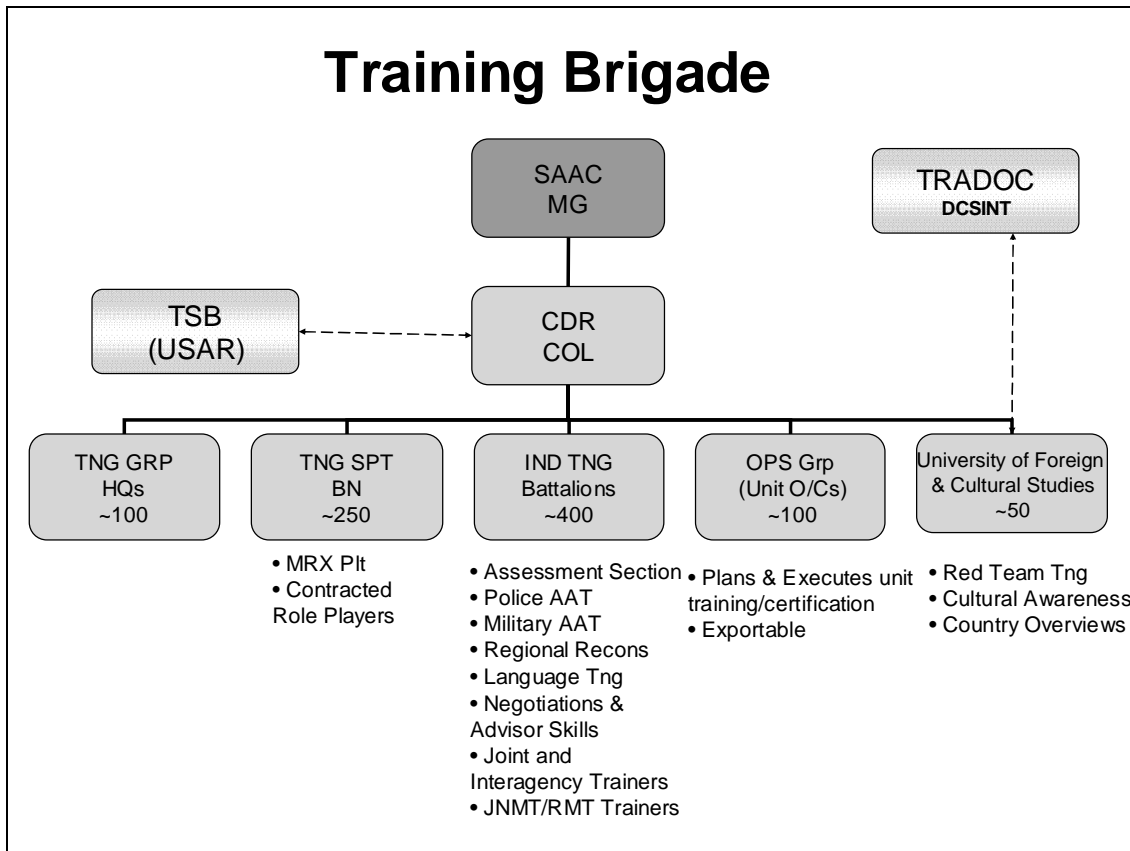 Training Brigade
SAAC
MG
TRADOC
DCSINT
TSB
(USAR)
CDR
COL
TNG GRP
HQs
~100
TNG SPT
BN
~250
IND TNG
Battalions
~400
OPS Grp
(Unit O/Cs)
~100
University of Foreign
& Cultural Studies
~50
• MRX Plt
• Contracted
Role Players
• Assessment Section
• Police AAT
• Military AAT
• Regional Recons
• Language Tng
• Negotiations &
Advisor Skills
• Joint and
Interagency Trainers
• JNMT/RMT Trainers
• Plans & Executes unit
training/certification
• Exportable
• Red Team Tng
• Cultural Awareness
• Country Overviews